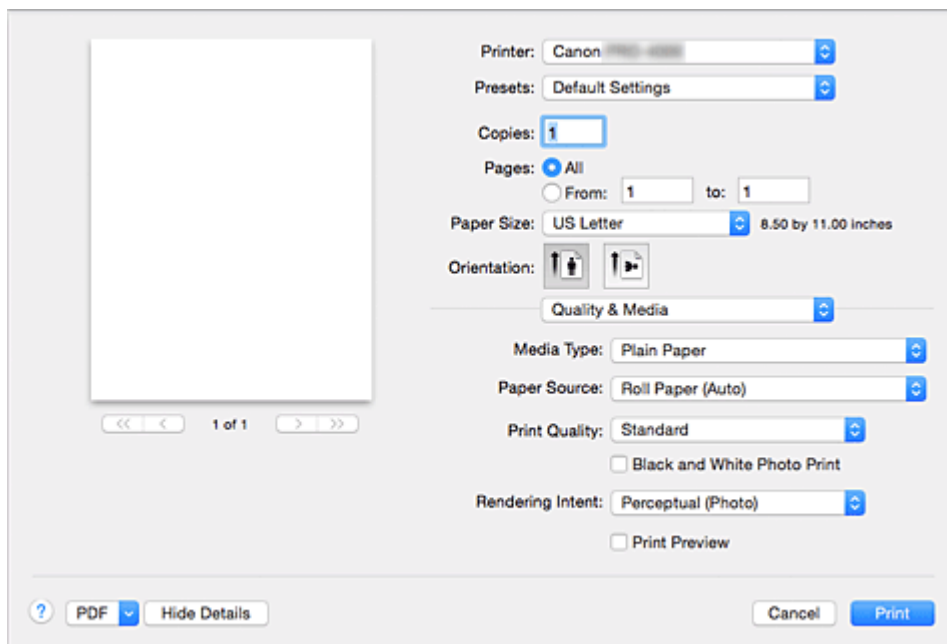 Printer: Canon
Presets: Default Settings
Copies: 1
Pages: All
From: 1 to: 1
Paper Size: US Letter 8.50 by 11.00 inches
Orientation:
Quality & Media
Media Type: Plain Paper
Paper Source: Roll Paper (Auto)
<< < 1 of 1 > >>
Print Quality: Standard
Black and White Photo Print
Rendering Intent: Perceptual (Photo)
Print Preview
? PDF Hide Details Cancel Print